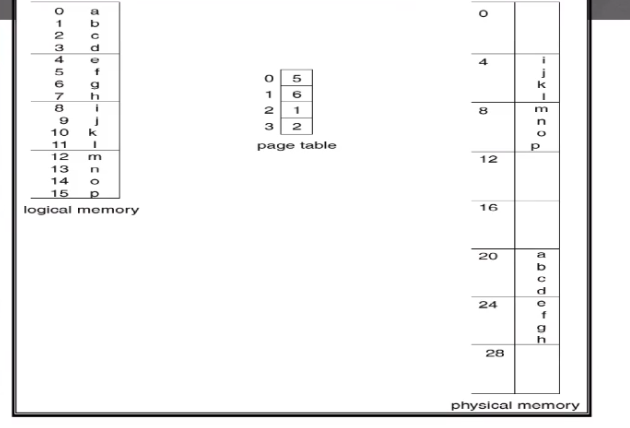 0 a
1 b
2 c
3 d
4 e
5 f
6 g
7 h
8 i
9 j
10 k
11 l
12 m
13 n
14 o
15 p
logical memory
0 5
1 6
2 1
3 2
page table
0
4 i
j
k
l
8 m
n
o
p
12
16
20 a
b
c
d
24 e
f
g
h
28
physical memory